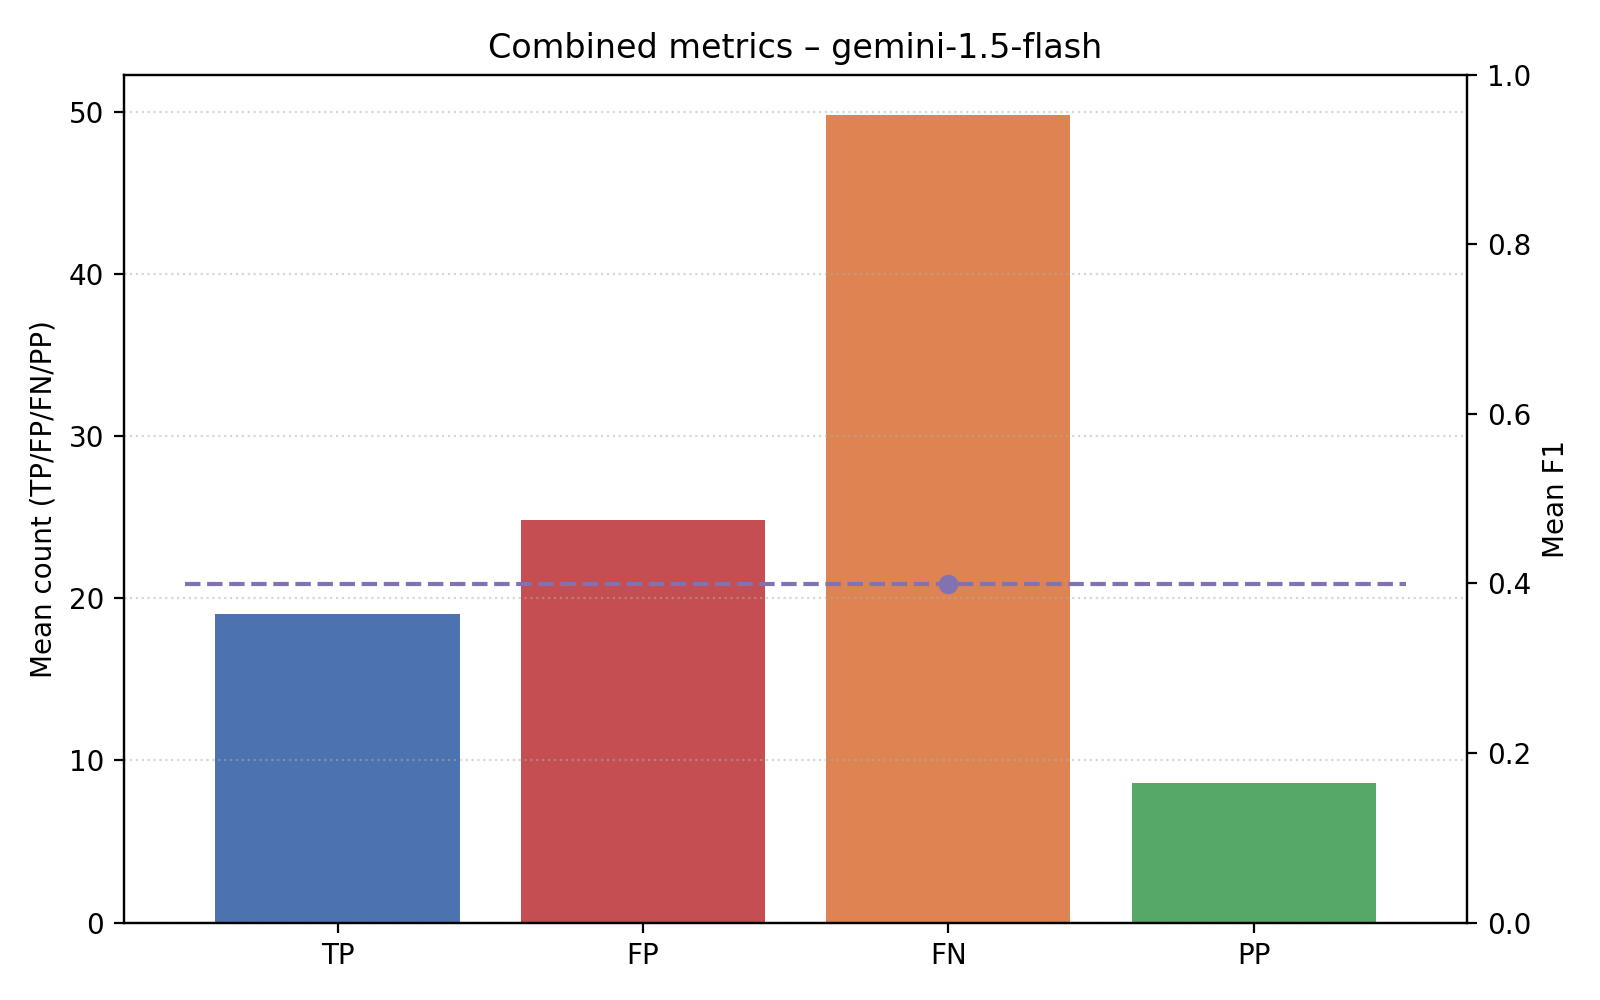 Combined metrics – gemini-1.5-flash
Mean count (TP/FP/FN/PP)
50
40
30
20
10
0
1.0
0.8
0.6
0.4
0.2
0.0
Mean F1
TP
FP
FN
PP